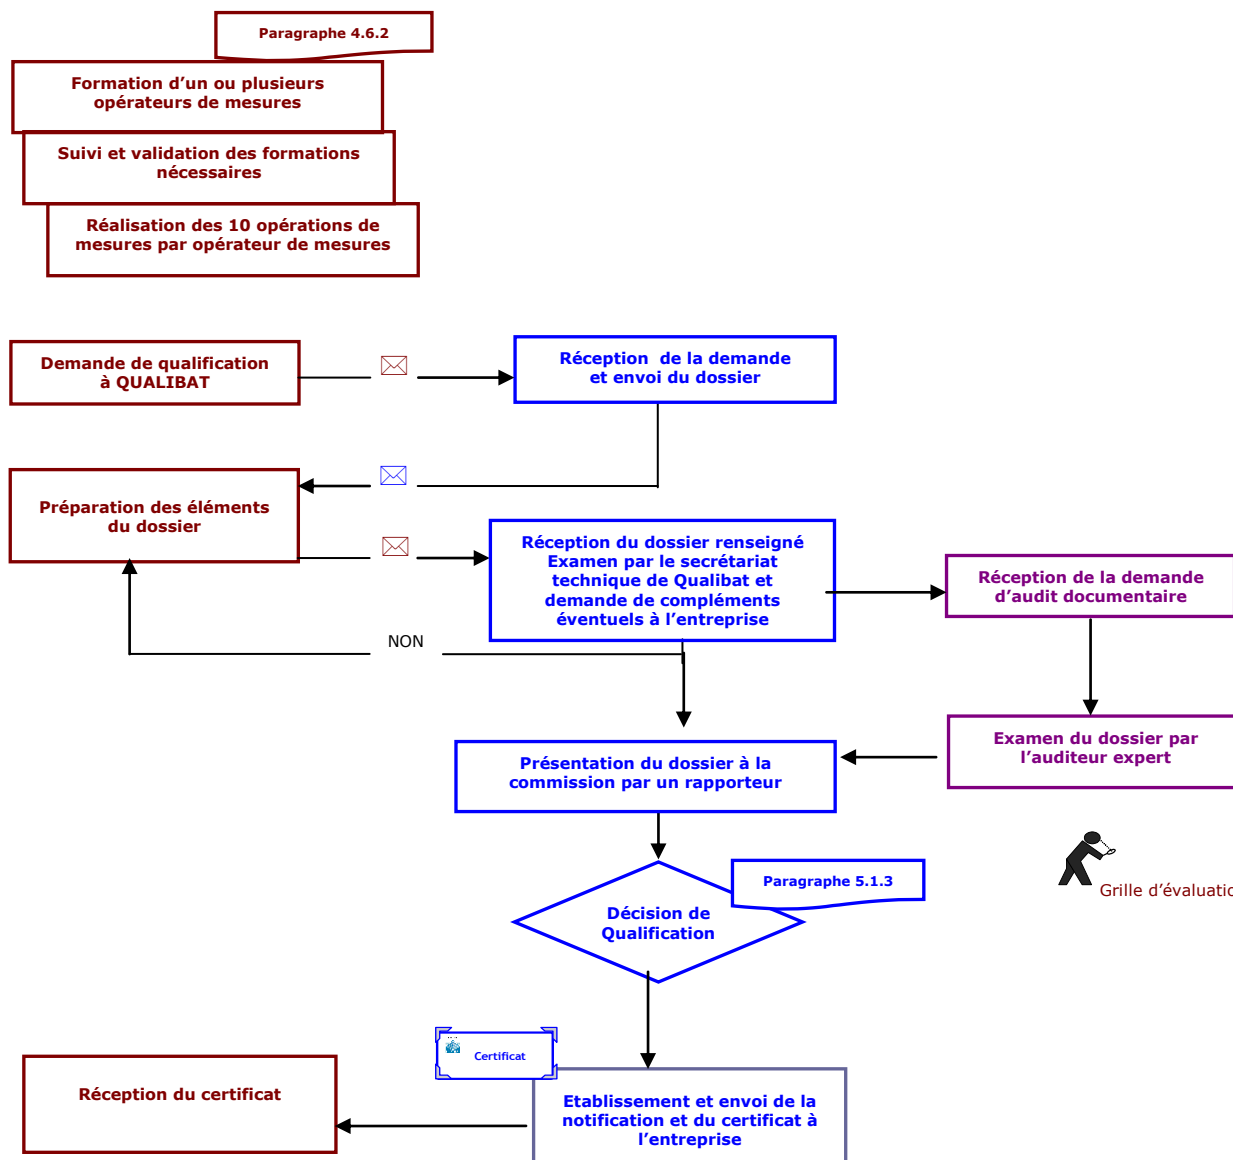 Paragraphe 4.6.2
Formation d’un ou plusieurs
opérateurs de mesures
Suivi et validation des formations
nécessaires
Réalisation des 10 opérations de
mesures par opérateur de mesures
Demande de qualification
à QUALIBAT
Réception de la demande
et envoi du dossier
Préparation des éléments
du dossier
Réception du dossier renseigné
Examen par le secrétariat
technique de Qualibat et
demande de compléments
éventuels à l’entreprise
Réception de la demande
d’audit documentaire
NON
Examen du dossier par
l’auditeur expert
Présentation du dossier à la
commission par un rapporteur
Grille d’évaluatio
Paragraphe 5.1.3
Décision de
Qualification
Certificat
Etablissement et envoi de la
notification et du certificat à
l’entreprise
Réception du certificat